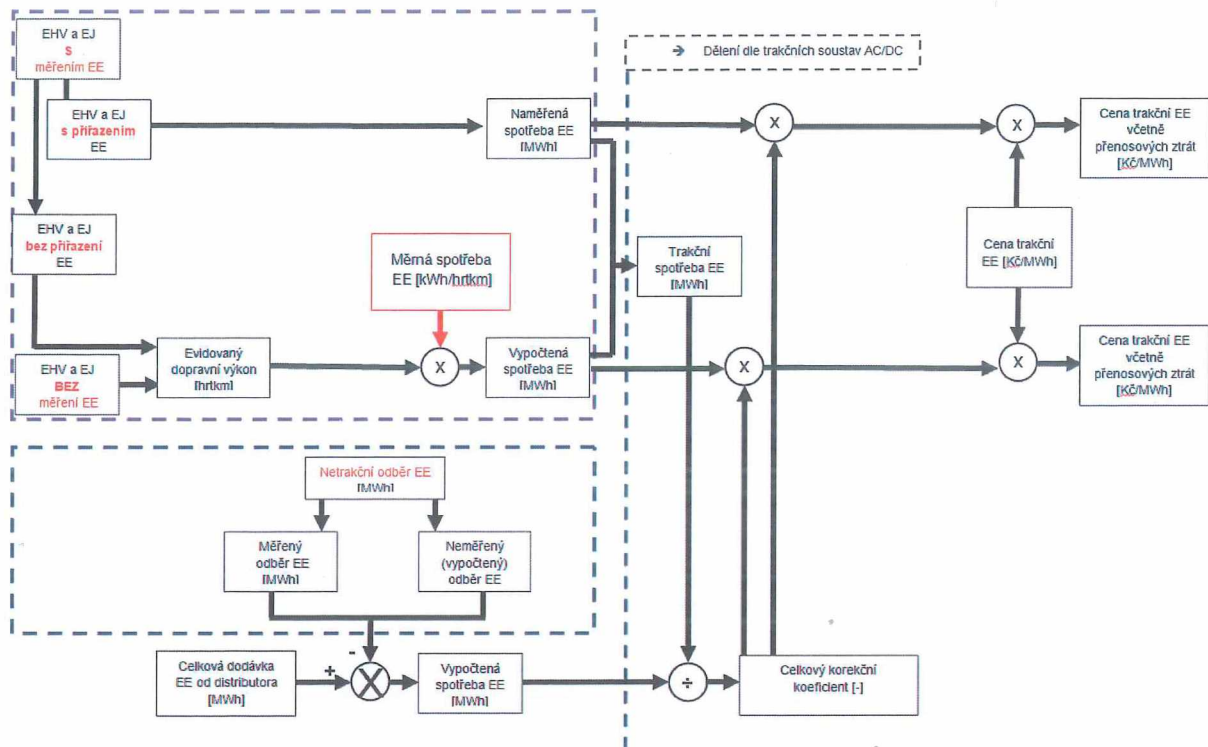 EHV a EJ
S
měřením EE
→ Dělení dle trakčních soustav AC/DC
EHV a EJ
s přiřazením
EE
Naměřená
spotřeba EE
[MWh]
X
X
Cena trakční EE
včetně
přenosových ztrát
[Kč/MWh]
EHV a EJ
bez přiřazení
EE
Měrná spotřeba
EE [kWh/hrtkm]
Trakční
spotřeba EE
[MWh]
Cena trakční
EE [Kč/MWh]
EHV a EJ
BEZ
měření EE
Evidovaný
dopravní výkon
[hrtkm]
X
Vypočtená
spotřeba EE
[MWh]
X
X
Cena trakční EE
včetně
přenosových ztrát
[Kč/MWh]
Netrakční odběr EE
[MWh]
Měřený
odběr EE
[MWh]
Neměřený
(vypočtený)
odběr EE
Celková dodávka
EE od distributora
[MWh]
+
-
X
Vypočtená
spotřeba EE
[MWh]
÷
Celkový korekční
koeficient [-]